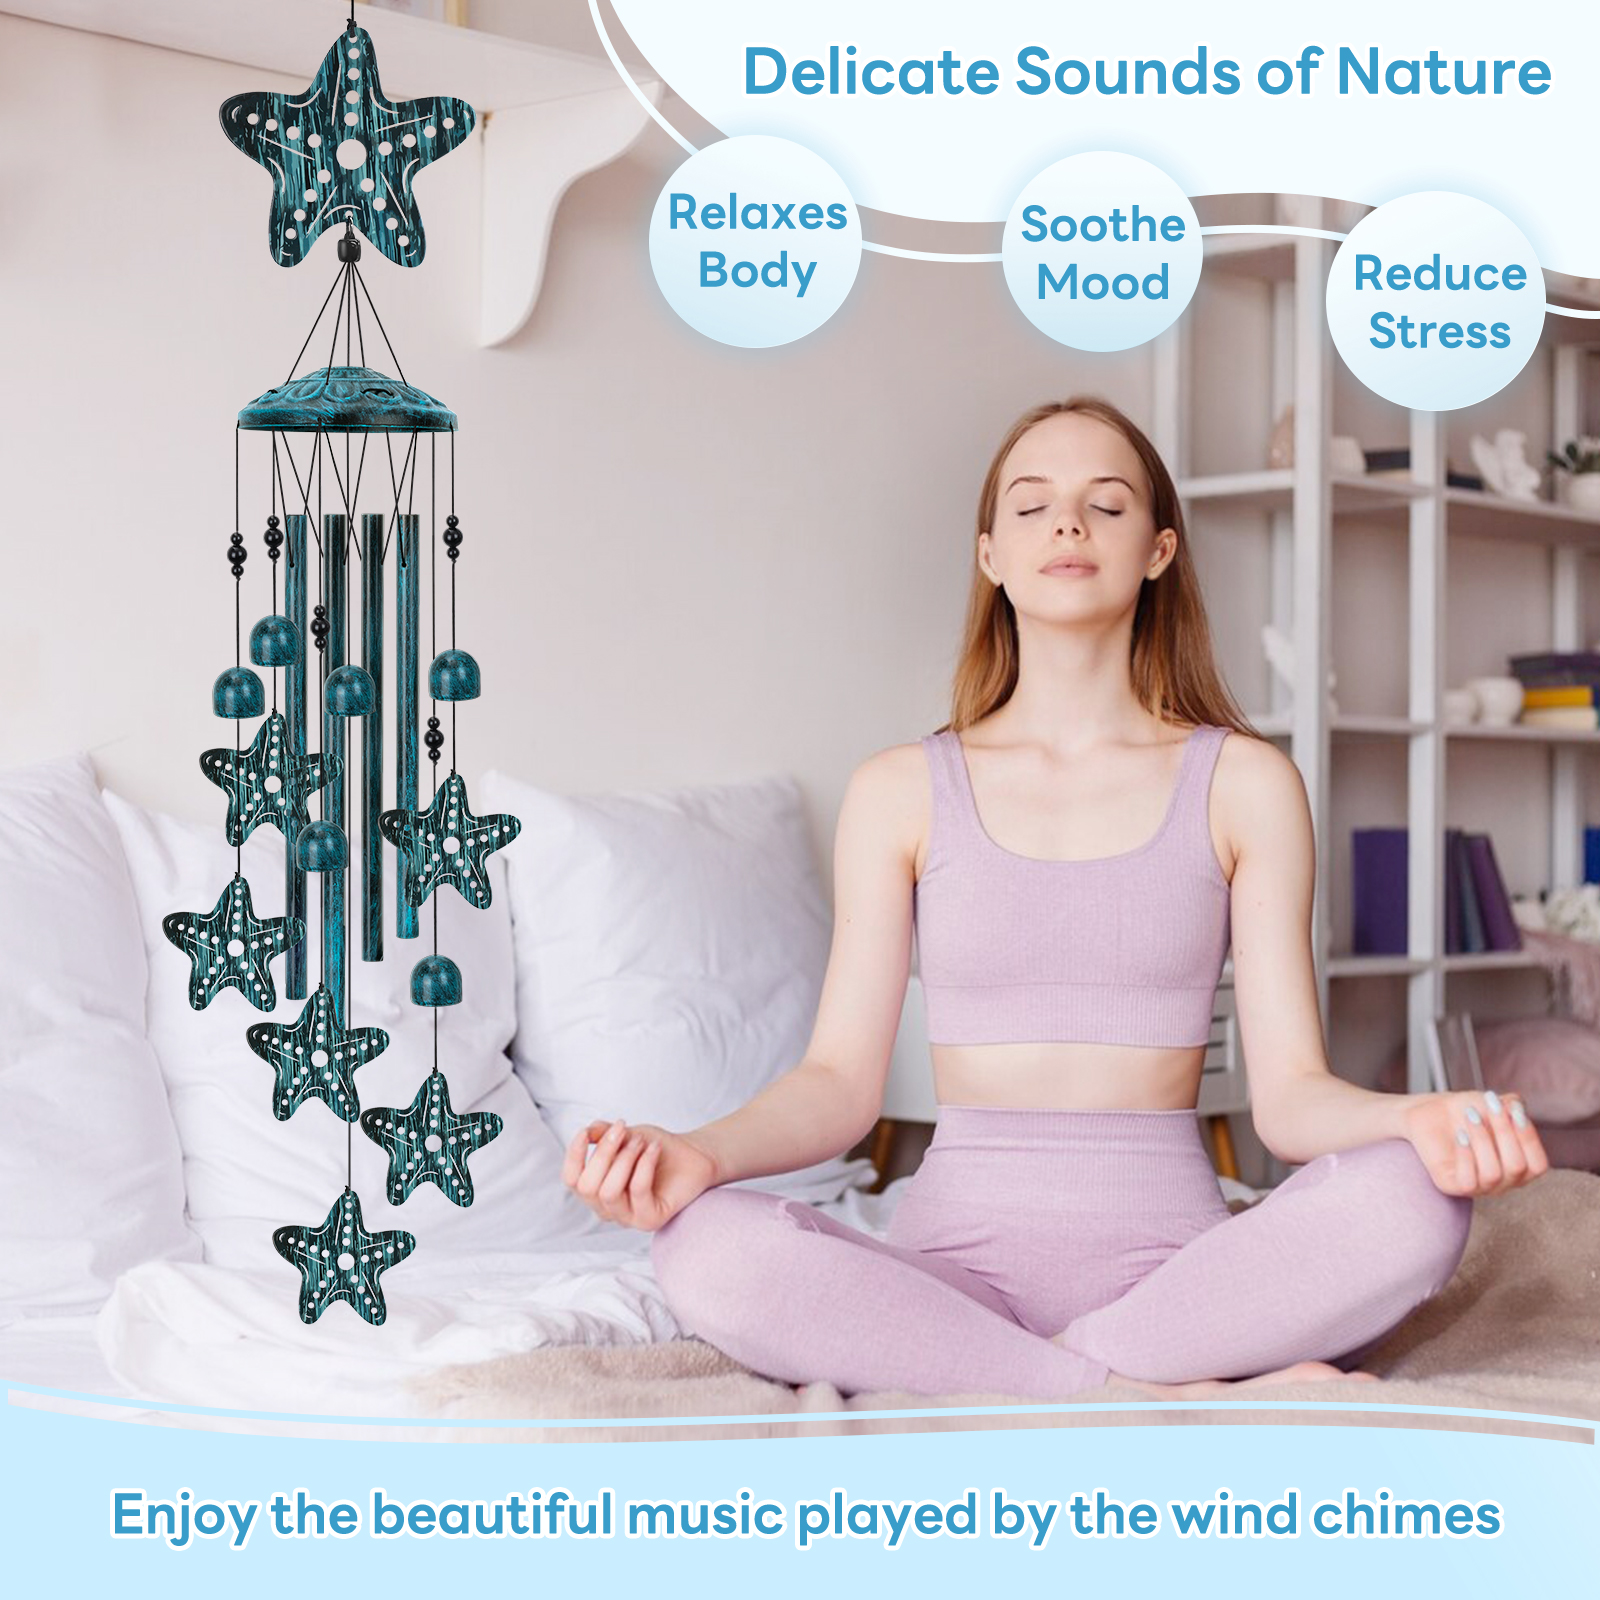 Delicate Sounds of Nature
Relaxes
Body
Soothe
Mood
Reduce
Stress
Enjoy the beautiful music played by the wind chimes